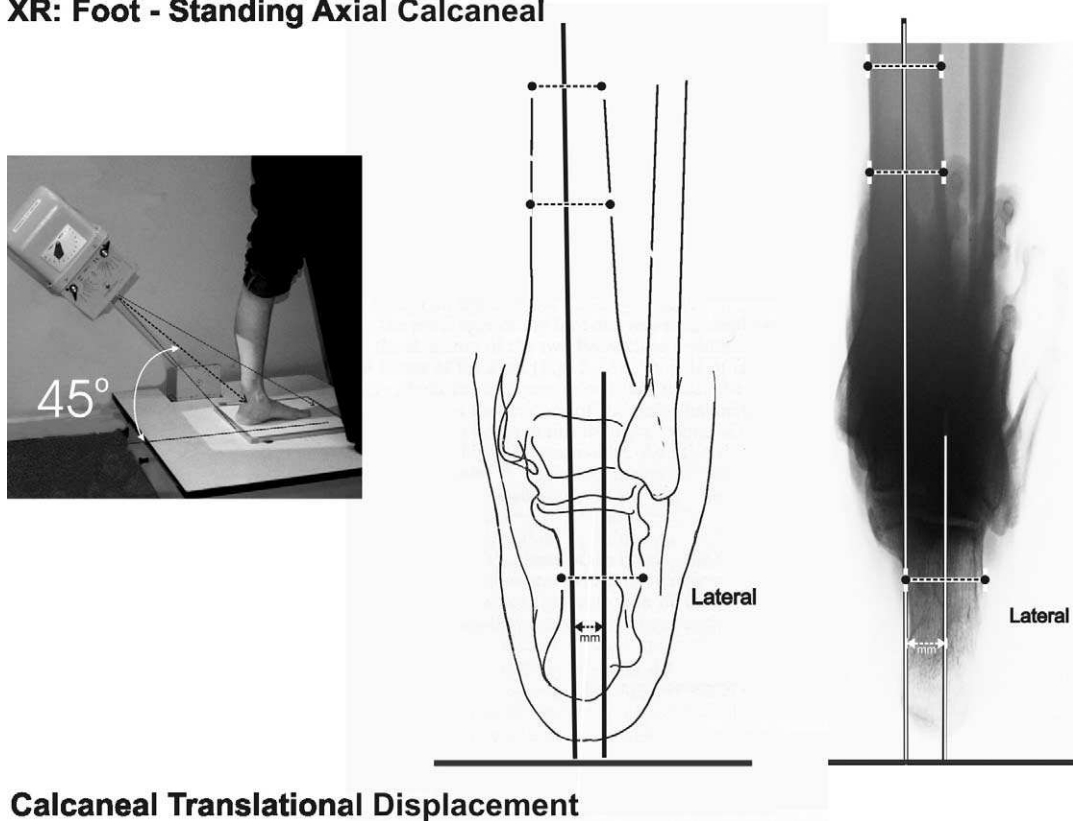 XR: Foot - Standing Axial Calcaneal
45°
Lateral
mm
Lateral
mm
Calcaneal Translational Displacement